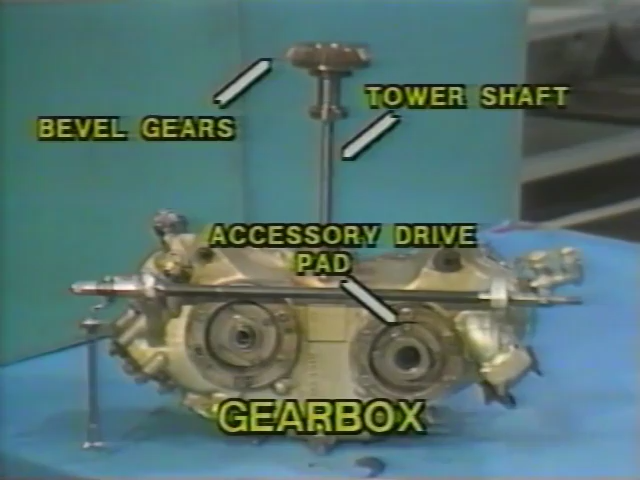 BEVEL GEARS
TOWER SHAFT
ACCESSORY DRIVE
PAD
GEARBOX